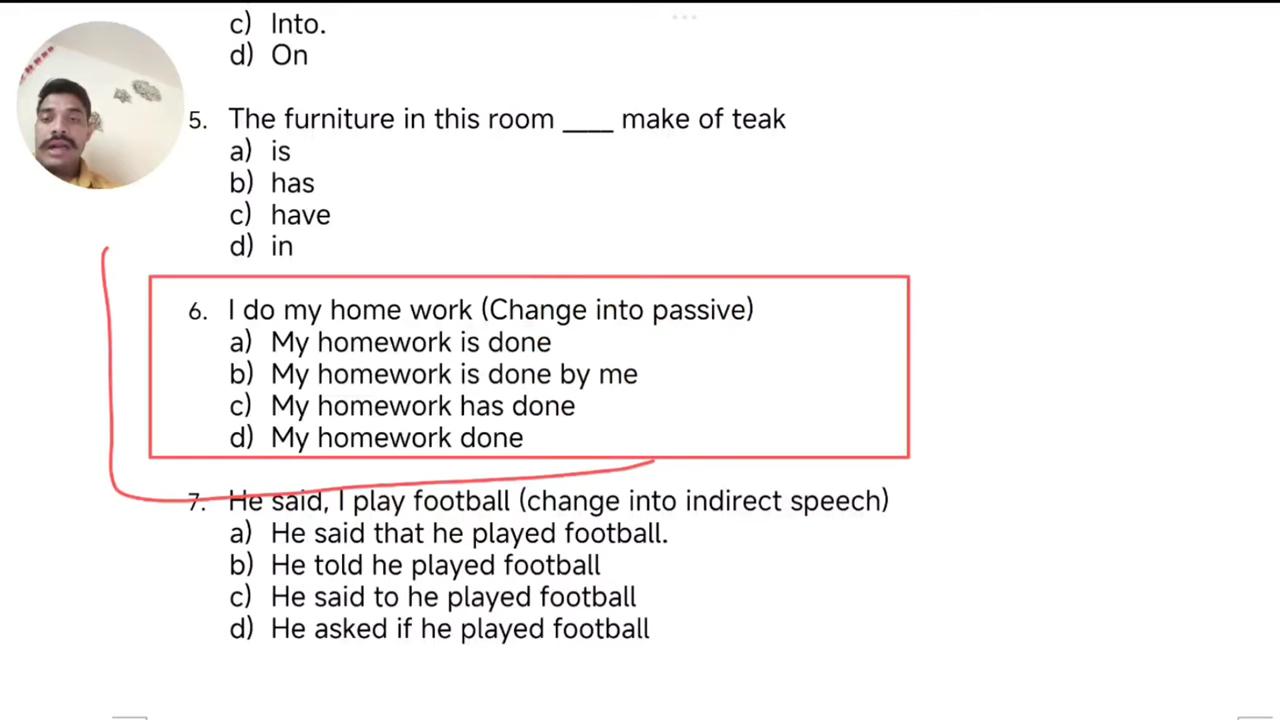 c) Into.
d) On
5. The furniture in this room ____ make of teak
a) is
b) has
c) have
d) in
6. I do my home work (Change into passive)
a) My homework is done
b) My homework is done by me
c) My homework has done
d) My homework done
7. He said, I play football (change into indirect speech)
a) He said that he played football.
b) He told he played football
c) He said to he played football
d) He asked if he played football